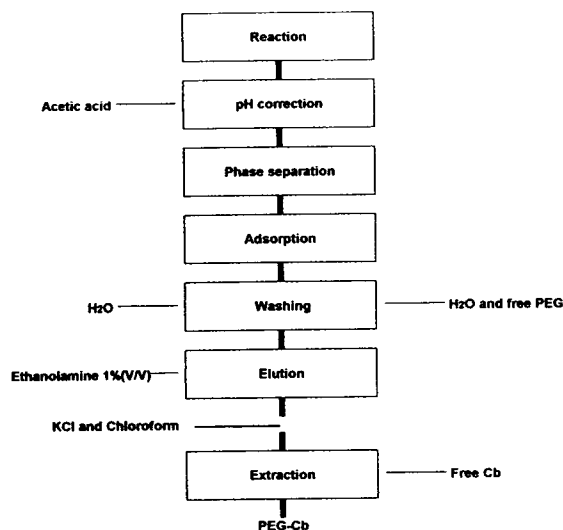 Reaction
Acetic acid
pH correction
Phase separation
Adsorption
H₂O
Washing
H₂O and free PEG
Ethanolamine 1%(V/V)
Elution
KCl and Chloroform
Extraction
Free Cb
PEG-Cb